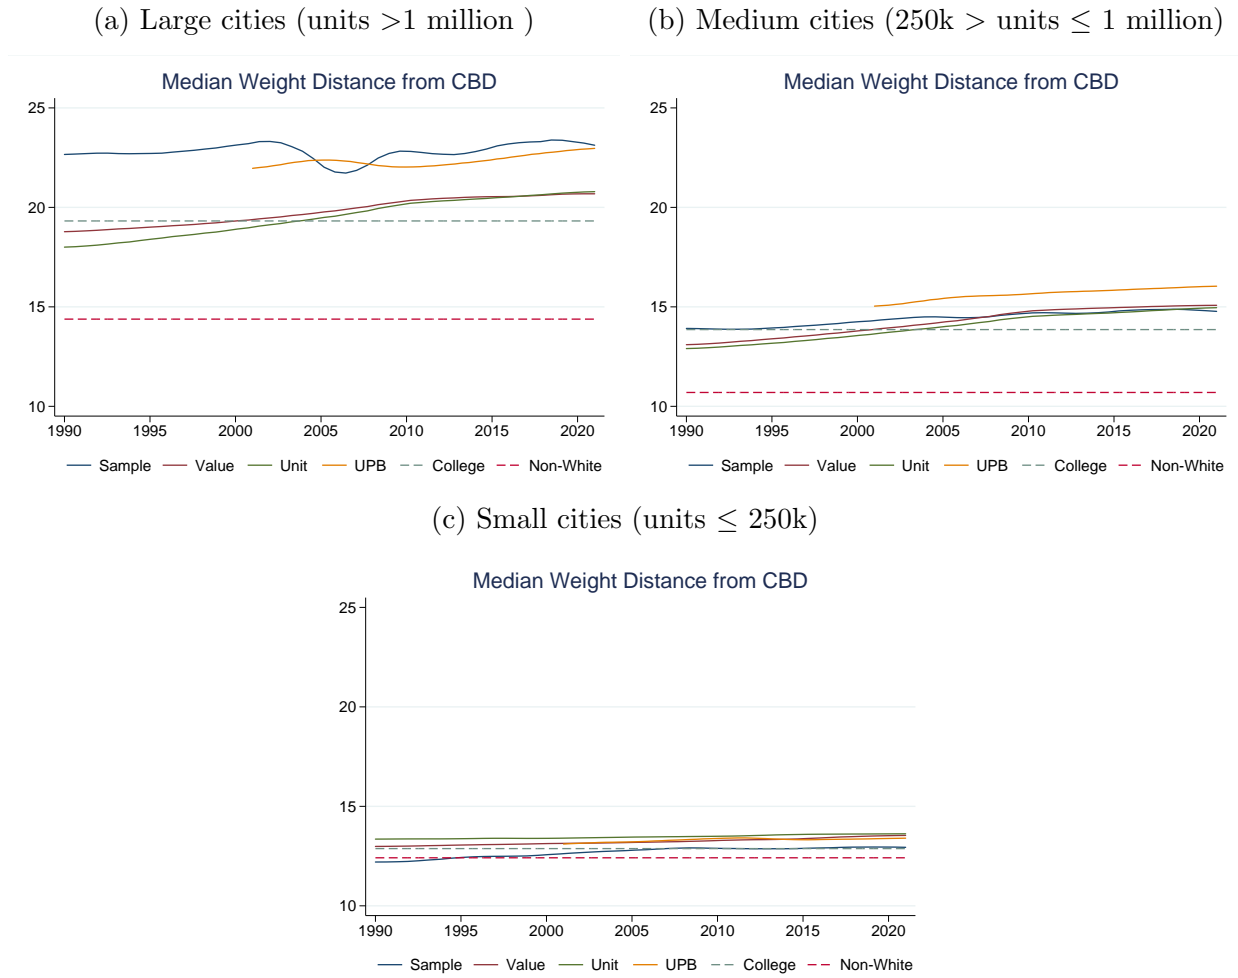 (a) Large cities (units >1 million )
Median Weight Distance from CBD
25
20
15
10
1990 1995 2000 2005 2010 2015 2020
Sample Value Unit UPB College Non-White
(b) Medium cities (250k > units ≤ 1 million)
Median Weight Distance from CBD
25
20
15
10
1990 1995 2000 2005 2010 2015 2020
Sample Value Unit UPB College Non-White
(c) Small cities (units ≤ 250k)
Median Weight Distance from CBD
25
20
15
10
1990 1995 2000 2005 2010 2015 2020
Sample Value Unit UPB College Non-White